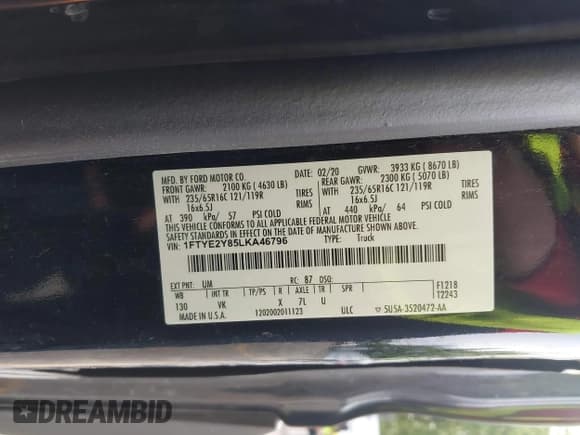 MFD. BY FORD MOTOR CO.
DATE: 02/20 GVWR: 3933 KG ( 8670 LB)
FRONT GAWR: 2100 KG ( 4630 LB) REAR GAWR: 2300 KG ( 5070 LB)
WITH 235/65R16C 121/119R TIRES WITH 235/65R16C 121/119R TIRES
16x6.5J RIMS 16x6.5J RIMS
AT 390 kPa/ 57 PSI COLD AT 440 kPa/ 64 PSI COLD
THIS VEHICLE CONFORMS TO ALL APPLICABLE FEDERAL MOTOR VEHICLE
SAFETY STANDARDS IN EFFECT ON THE DATE OF MANUFACTURE SHOWN ABOVE.
VIN: 1FTYE2Y85LKA46796 TYPE: Truck
EXT PNT: UM RC: 87 DSO: F1218
WB INT TR TP/PS R AXLE TR SPR T2243
130 VK X 7L U
MADE IN U.S.A. 1202002011123 ULC 5U5A-3520472-AA
DREAMBID